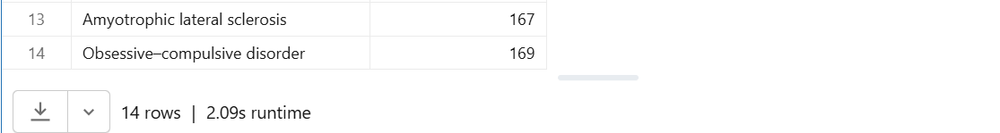 13 Amyotrophic lateral sclerosis 167
14 Obsessive–compulsive disorder 169
14 rows | 2.09s runtime